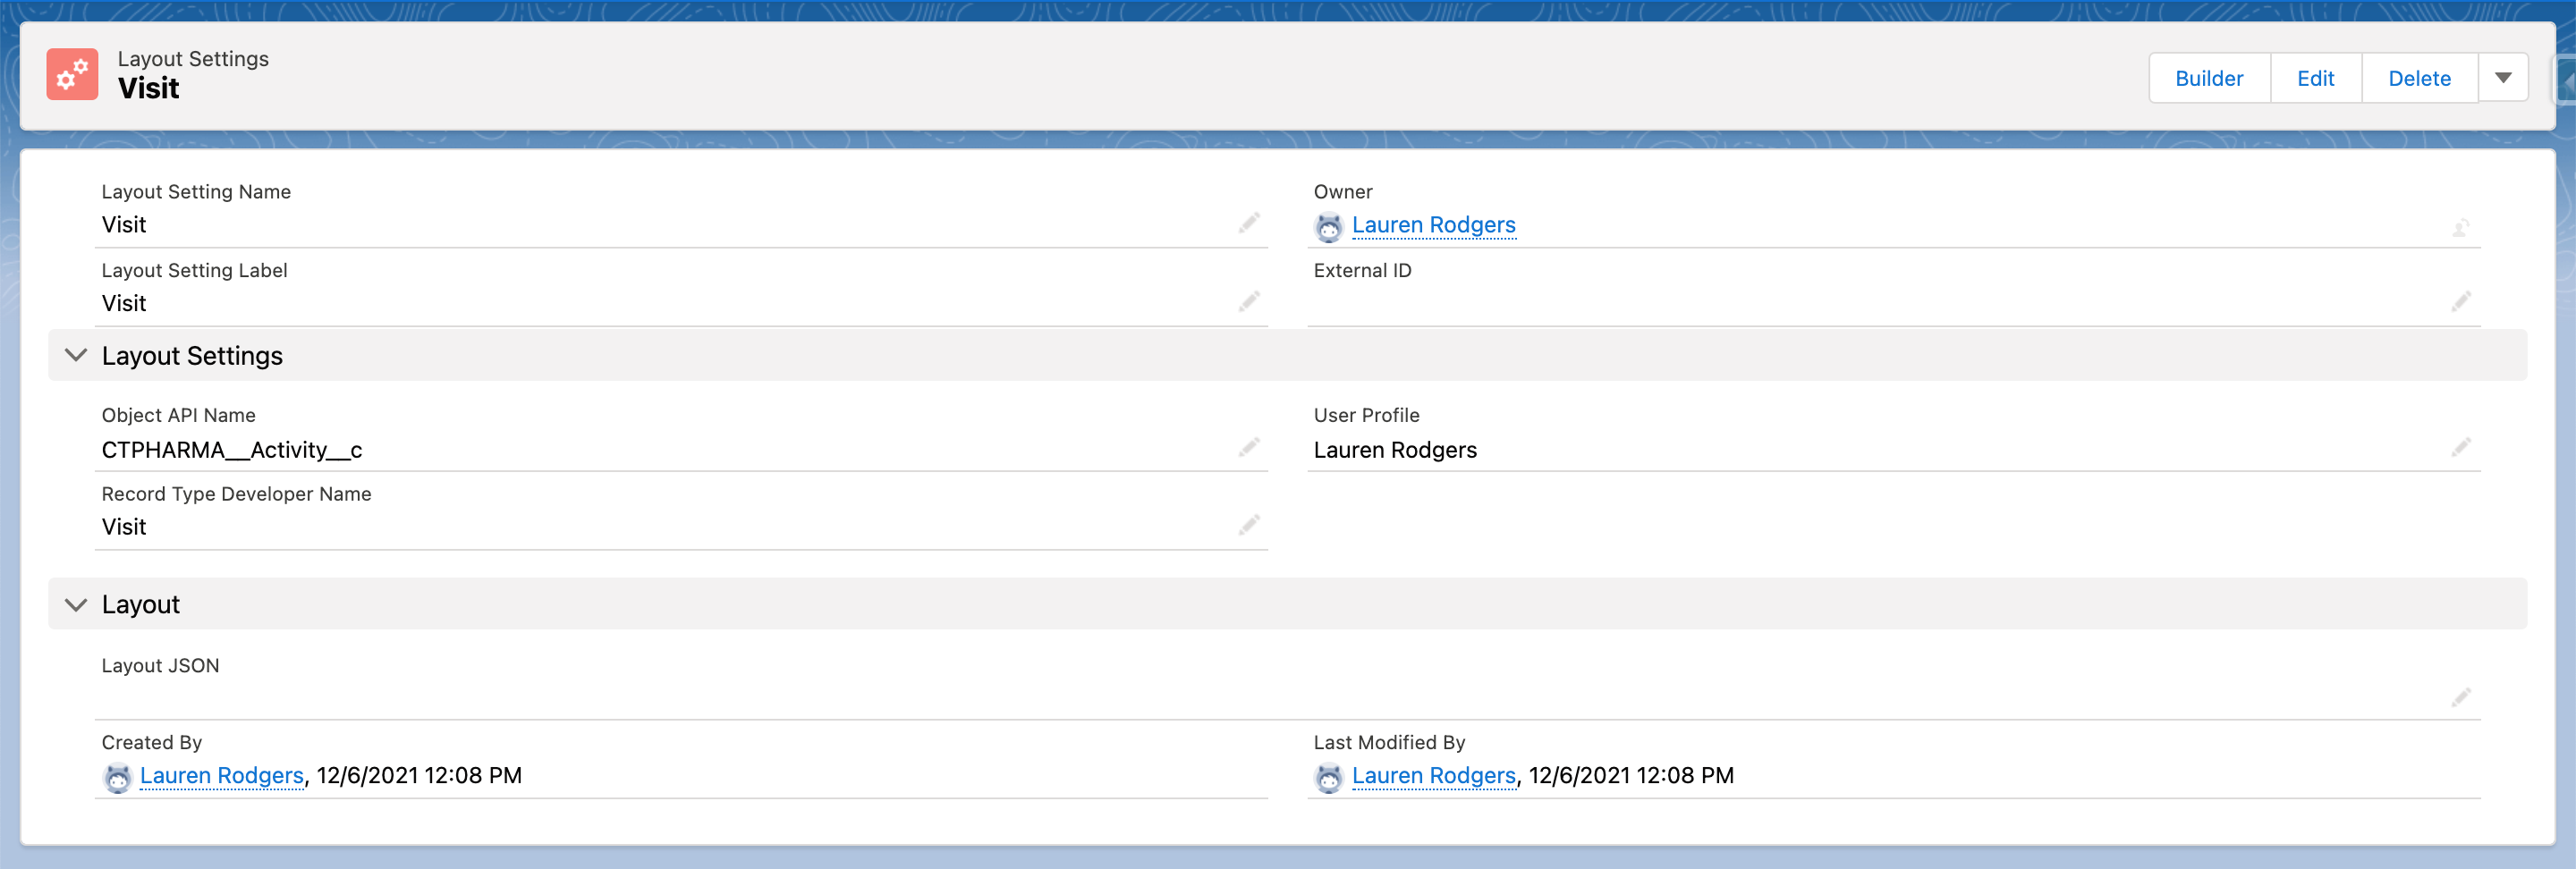 Layout Settings
Visit
Builder
Edit
Delete
Layout Setting Name
Visit
Owner
Lauren Rodgers
Layout Setting Label
Visit
External ID
Layout Settings
Object API Name
CTPHARMA__Activity__c
User Profile
Lauren Rodgers
Record Type Developer Name
Visit
Layout
Layout JSON
Created By
Lauren Rodgers, 12/6/2021 12:08 PM
Last Modified By
Lauren Rodgers, 12/6/2021 12:08 PM